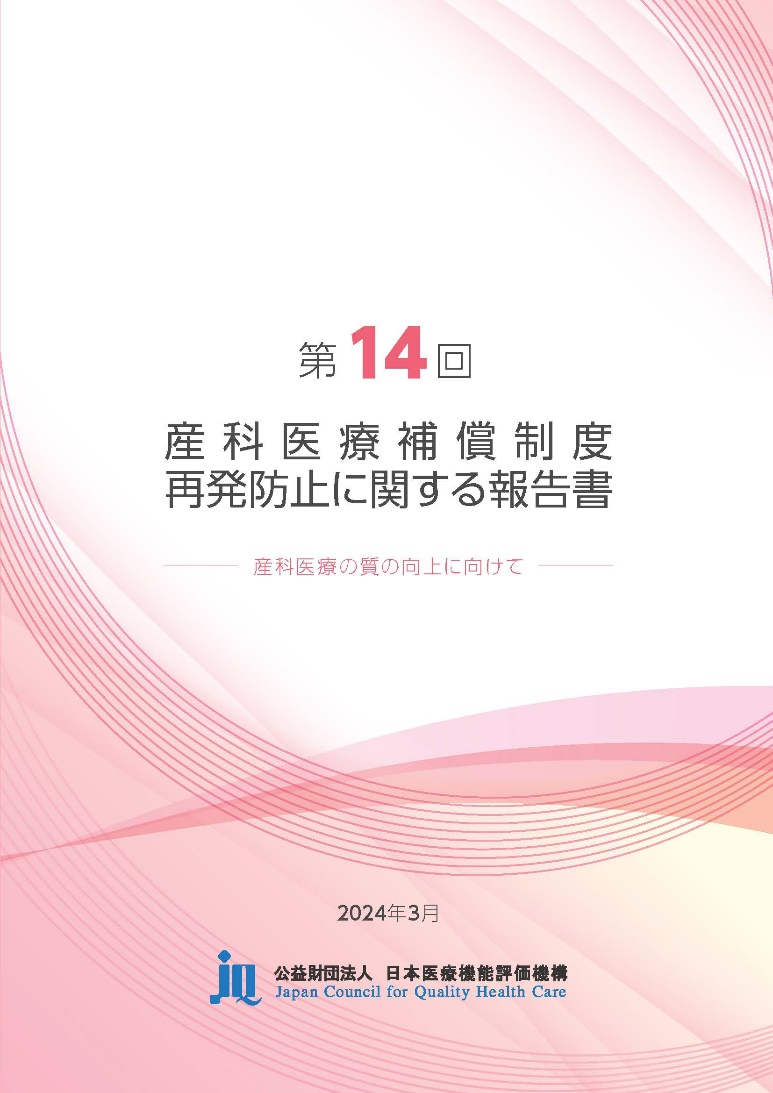 第14回
産科医療補償制度
再発防止に関する報告書
産科医療の質の向上に向けて
2024年3月
jq 公益財団法人 日本医療機能評価機構
Japan Council for Quality Health Care